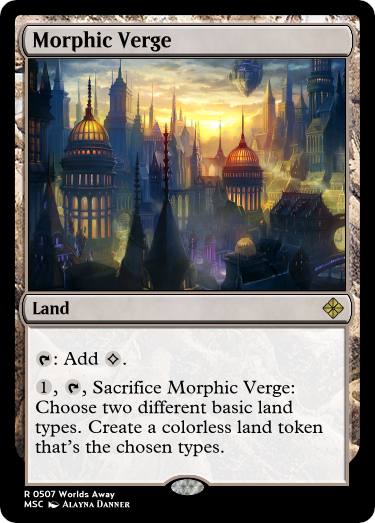 Morphic Verge
Land
: Add .
1, , Sacrifice Morphic Verge:
Choose two different basic land
types. Create a colorless land token
that's the chosen types.
R 0507 Worlds Away
MSC Alayna Danner